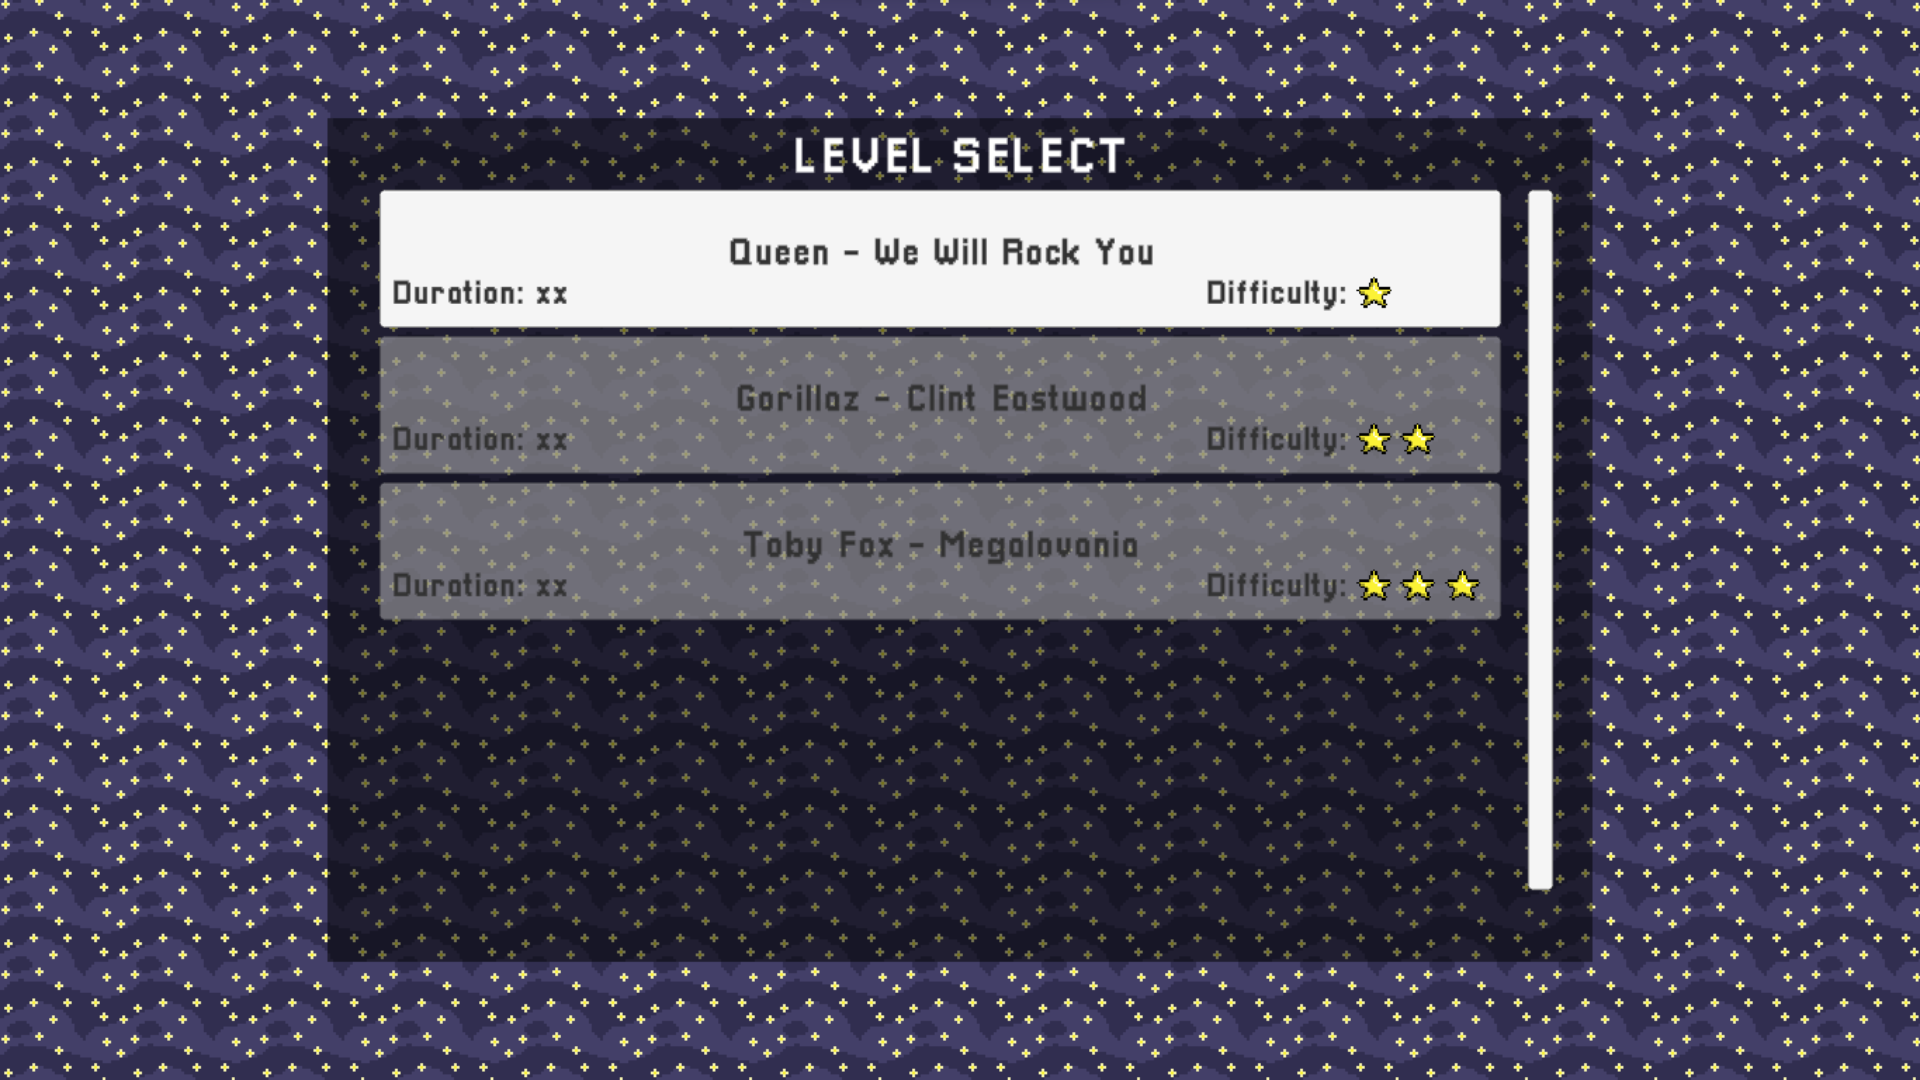 LEVEL SELECT
Queen - We Will Rock You
Duration: xx Difficulty:
Gorillaz - Clint Eastwood
Duration: xx Difficulty:
Toby Fox - Megalovania
Duration: xx Difficulty: